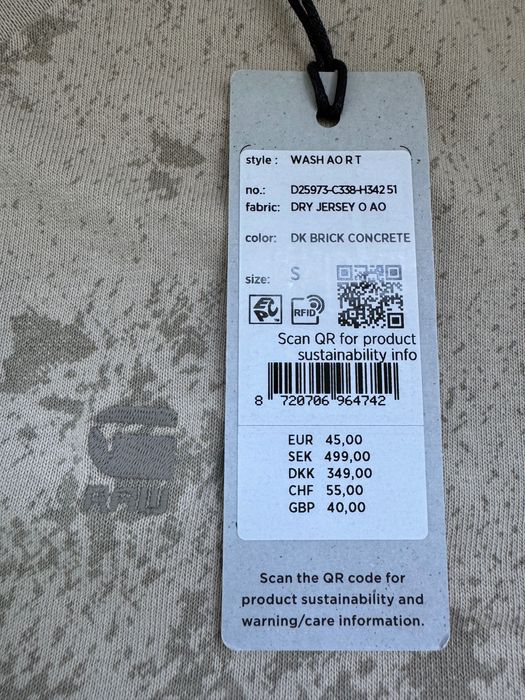 style : WASH AO R T
no.: D25973-C338-H342 51
fabric: DRY JERSEY O AO
color: DK BRICK CONCRETE
size: S
EPC TM
RFID
Scan QR for product
sustainability info
8 720706 964742
EUR 45,00
SEK 499,00
DKK 349,00
CHF 55,00
GBP 40,00
Scan the QR code for
product sustainability and
warning/care information.
G
RAW